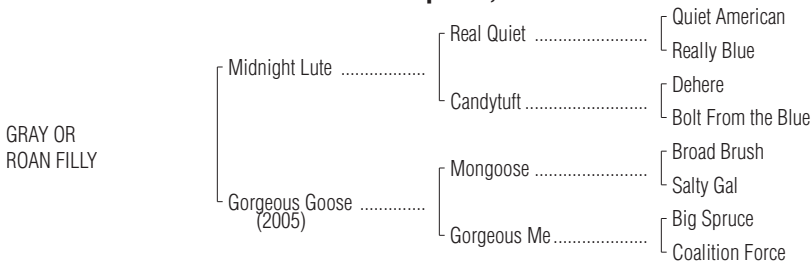 Quiet American
Real Quiet ....................
Really Blue
Midnight Lute ..................
Dehere
Candytuft .....................
Bolt From the Blue
GRAY OR
ROAN FILLY
Broad Brush
Mongoose ....................
Salty Gal
Gorgeous Goose ..............
(2005)
Big Spruce
Gorgeous Me ....................
Coalition Force